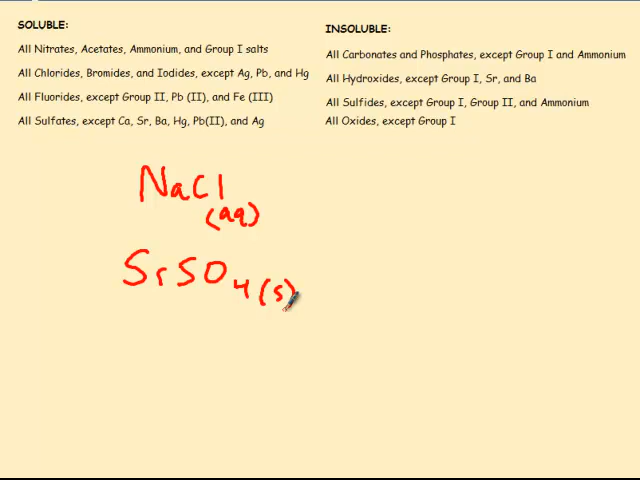 SOLUBLE:
All Nitrates, Acetates, Ammonium, and Group I salts
All Chlorides, Bromides, and Iodides, except Ag, Pb, and Hg
All Fluorides, except Group II, Pb (II), and Fe (III)
All Sulfates, except Ca, Sr, Ba, Hg, Pb(II), and Ag
INSOLUBLE:
All Carbonates and Phosphates, except Group I and Ammonium
All Hydroxides, except Group I, Sr, and Ba
All Sulfides, except Group I, Group II, and Ammonium
All Oxides, except Group I
NaCl
(aq)
SrSO4(s)